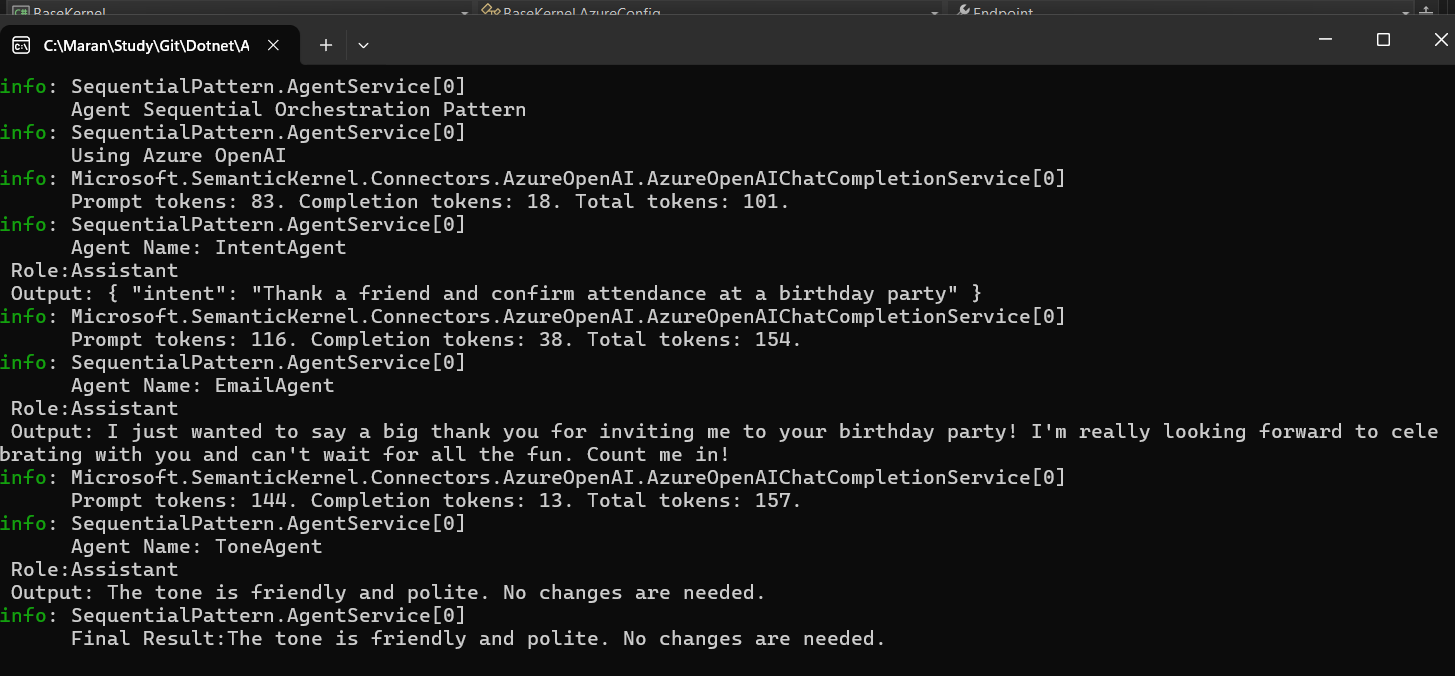 BaseKernel
BaseKernel.AzureConfig
Endpoint
C:\Maran\Study\Git\Dotnet\A
info: SequentialPattern.AgentService[0]
Agent Sequential Orchestration Pattern
info: SequentialPattern.AgentService[0]
Using Azure OpenAI
info: Microsoft.SemanticKernel.Connectors.AzureOpenAI.AzureOpenAIChatCompletionService[0]
Prompt tokens: 83. Completion tokens: 18. Total tokens: 101.
info: SequentialPattern.AgentService[0]
Agent Name: IntentAgent
Role:Assistant
Output: { "intent": "Thank a friend and confirm attendance at a birthday party" }
info: Microsoft.SemanticKernel.Connectors.AzureOpenAI.AzureOpenAIChatCompletionService[0]
Prompt tokens: 116. Completion tokens: 38. Total tokens: 154.
info: SequentialPattern.AgentService[0]
Agent Name: EmailAgent
Role:Assistant
Output: I just wanted to say a big thank you for inviting me to your birthday party! I'm really looking forward to cele
brating with you and can't wait for all the fun. Count me in!
info: Microsoft.SemanticKernel.Connectors.AzureOpenAI.AzureOpenAIChatCompletionService[0]
Prompt tokens: 144. Completion tokens: 13. Total tokens: 157.
info: SequentialPattern.AgentService[0]
Agent Name: ToneAgent
Role:Assistant
Output: The tone is friendly and polite. No changes are needed.
info: SequentialPattern.AgentService[0]
Final Result:The tone is friendly and polite. No changes are needed.